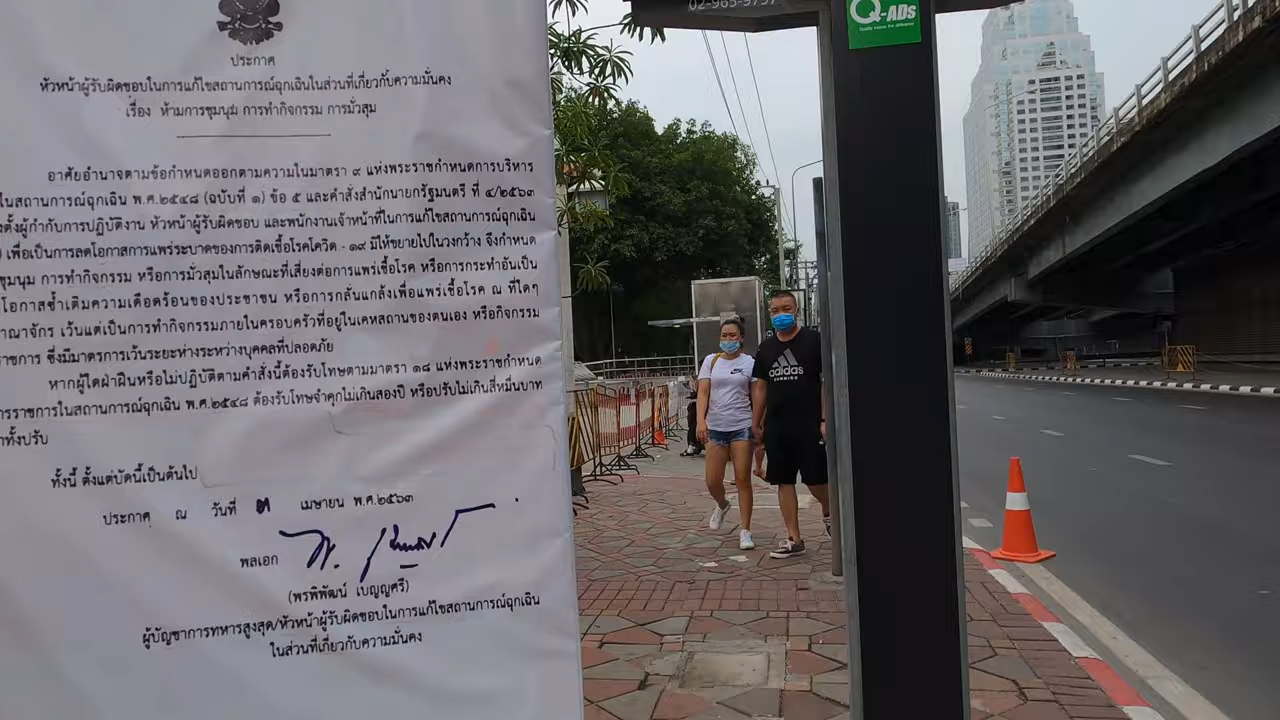 ประกาศ
หัวหน้าผู้รับผิดชอบในการแก้ไขสถานการณ์ฉุกเฉินในส่วนที่เกี่ยวกับความมั่นคง
เรื่อง ห้ามการชุมนุม การทำกิจกรรม การมั่วสุม
อาศัยอำนาจตามข้อกำหนดออกตามความในมาตรา ๙ แห่งพระราชกำหนดการบริหาร
ในสถานการณ์ฉุกเฉิน พ.ศ.๒๕๔๘ (ฉบับที่ ๑) ข้อ ๕ และคำสั่งสำนักนายกรัฐมนตรี ที่ ๔/๒๕๖๓
งตั้งผู้กำกับการปฏิบัติงาน หัวหน้าผู้รับผิดชอบ และพนักงานเจ้าหน้าที่ในการแก้ไขสถานการณ์ฉุกเฉิน
) เพื่อเป็นการลดโอกาสการแพร่ระบาดของการติดเชื้อโรคโควิด - ๑๙ มิให้ขยายไปในวงกว้าง จึงกำหนด
ชุมนุม การทำกิจกรรม หรือการมั่วสุมในลักษณะที่เสี่ยงต่อการแพร่เชื้อโรค หรือการกระทำอันเป็น
โอกาสซ้ำเติมความเดือดร้อนของประชาชน หรือการกลั่นแกล้งเพื่อแพร่เชื้อโรค ณ ที่ใดๆ
าณาจักร เว้นแต่เป็นการทำกิจกรรมภายในครอบครัวที่อยู่ในเคหสถานของตนเอง หรือกิจกรรม
ราชการ ซึ่งมีมาตรการเว้นระยะห่างระหว่างบุคคลที่ปลอดภัย
หากผู้ใดฝ่าฝืนหรือไม่ปฏิบัติตามคำสั่งนี้ต้องรับโทษตามมาตรา ๑๘ แห่งพระราชกำหนด
ารราชการในสถานการณ์ฉุกเฉิน พ.ศ.๒๕๔๘ ต้องรับโทษจำคุกไม่เกินสองปี หรือปรับไม่เกินสี่หมื่นบาท
าทั้งปรับ
ทั้งนี้ ตั้งแต่บัดนี้เป็นต้นไป
ประกาศ ณ วันที่ ๓ เมษายน พ.ศ.๒๕๖๓
พลเอก
(พรพิพัฒน์ เบญญศรี)
ผู้บัญชาการทหารสูงสุด/หัวหน้าผู้รับผิดชอบในการแก้ไขสถานการณ์ฉุกเฉิน
ในส่วนที่เกี่ยวกับความมั่นคง
02-965-9797
Q-ADs
adidas
RUNNING